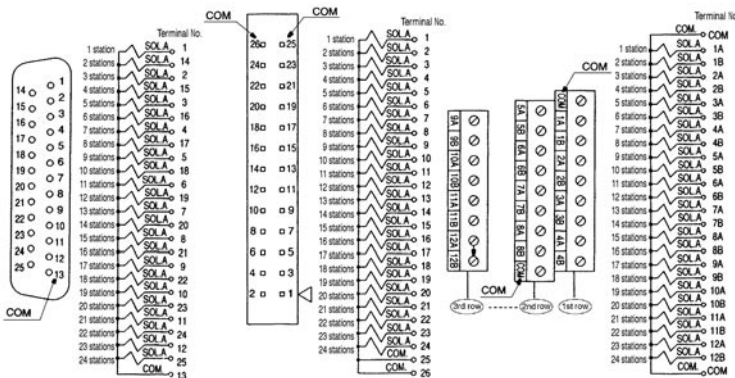 Terminal No.
1 station SOL.A 1
2 stations SOL.A 14
3 stations SOL.A 2
4 stations SOL.A 15
5 stations SOL.A 3
6 stations SOL.A 16
7 stations SOL.A 4
8 stations SOL.A 17
9 stations SOL.A 5
10 stations SOL.A 18
11 stations SOL.A 6
12 stations SOL.A 19
13 stations SOL.A 7
14 stations SOL.A 20
15 stations SOL.A 8
16 stations SOL.A 21
17 stations SOL.A 9
18 stations SOL.A 22
19 stations SOL.A 10
20 stations SOL.A 23
21 stations SOL.A 11
22 stations SOL.A 24
23 stations SOL.A 12
24 stations SOL.A 25
COM. 13
1
14 2
15 3
16 4
17 5
18 6
19 7
20 8
21 9
22 10
23 11
24 12
25 13
COM
COM COM
26 25
24 23
22 21
20 19
18 17
16 15
14 13
12 11
10 9
8 7
6 5
4 3
2 1
Terminal No.
1 station SOL.A 1
2 stations SOL.A 2
3 stations SOL.A 3
4 stations SOL.A 4
5 stations SOL.A 5
6 stations SOL.A 6
7 stations SOL.A 7
8 stations SOL.A 8
9 stations SOL.A 9
10 stations SOL.A 10
11 stations SOL.A 11
12 stations SOL.A 12
13 stations SOL.A 13
14 stations SOL.A 14
15 stations SOL.A 15
16 stations SOL.A 16
17 stations SOL.A 17
18 stations SOL.A 18
19 stations SOL.A 19
20 stations SOL.A 20
21 stations SOL.A 21
22 stations SOL.A 22
23 stations SOL.A 23
24 stations SOL.A 24
COM. 25
COM. 26
9A 9B 10A 10B 11A 11B 12A 12B
3rd row
5A 5B 6A 6B 7A 7B 8A 8B COM
COM
2nd row
COM
COM 1A 1B 2A 2B 3A 3B 4A 4B
1st row
Terminal No.
COM. COM
1 station SOL.A 1A
2 stations SOL.A 1B
3 stations SOL.A 2A
4 stations SOL.A 2B
5 stations SOL.A 3A
6 stations SOL.A 3B
7 stations SOL.A 4A
8 stations SOL.A 4B
9 stations SOL.A 5A
10 stations SOL.A 5B
11 stations SOL.A 6A
12 stations SOL.A 6B
13 stations SOL.A 7A
14 stations SOL.A 7B
15 stations SOL.A 8A
16 stations SOL.A 8B
17 stations SOL.A 9A
18 stations SOL.A 9B
19 stations SOL.A 10A
20 stations SOL.A 10B
21 stations SOL.A 11A
22 stations SOL.A 11B
23 stations SOL.A 12A
24 stations SOL.A 12B
COM. COM